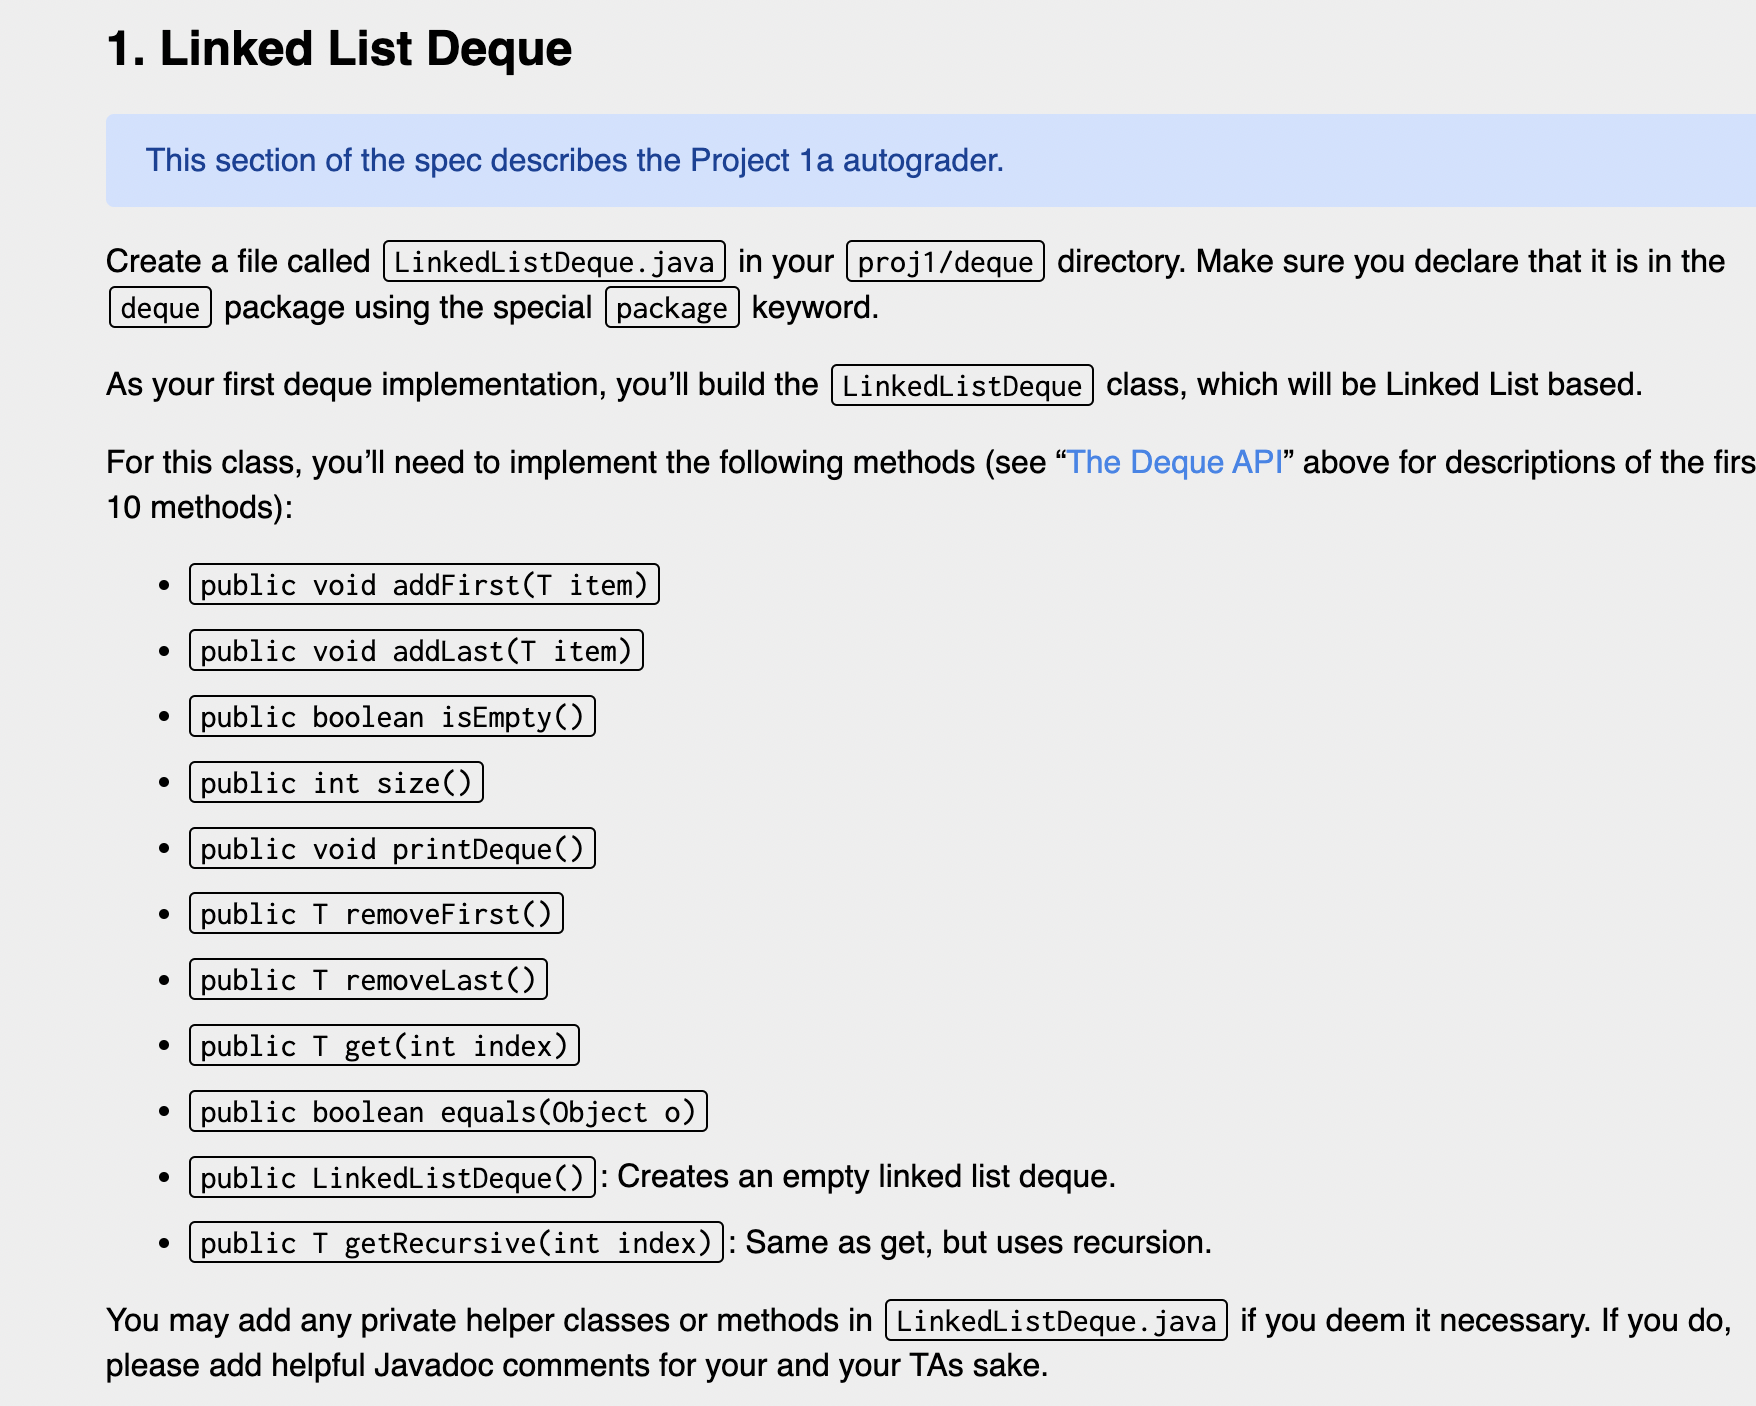 1. Linked List Deque
This section of the spec describes the Project 1a autograder.
Create a file called LinkedListDeque.java in your proj1/deque directory. Make sure you declare that it is in the
deque package using the special package keyword.
As your first deque implementation, you’ll build the LinkedListDeque class, which will be Linked List based.
For this class, you’ll need to implement the following methods (see “The Deque API” above for descriptions of the firs
10 methods):
• public void addFirst(T item)
• public void addLast(T item)
• public boolean isEmpty()
• public int size()
• public void printDeque()
• public T removeFirst()
• public T removeLast()
• public T get(int index)
• public boolean equals(Object o)
• public LinkedListDeque(): Creates an empty linked list deque.
• public T getRecursive(int index): Same as get, but uses recursion.
You may add any private helper classes or methods in LinkedListDeque.java if you deem it necessary. If you do,
please add helpful Javadoc comments for your and your TAs sake.